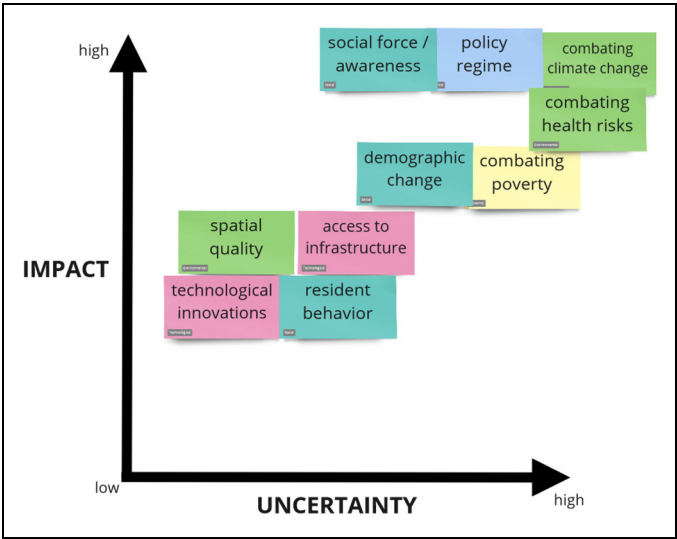 high
social force /
awareness
policy
regime
combating
climate change
combating
health risks
demographic
change
combating
poverty
spatial
quality
access to
infrastructure
IMPACT
technological
innovations
resident
behavior
low
UNCERTAINTY
high